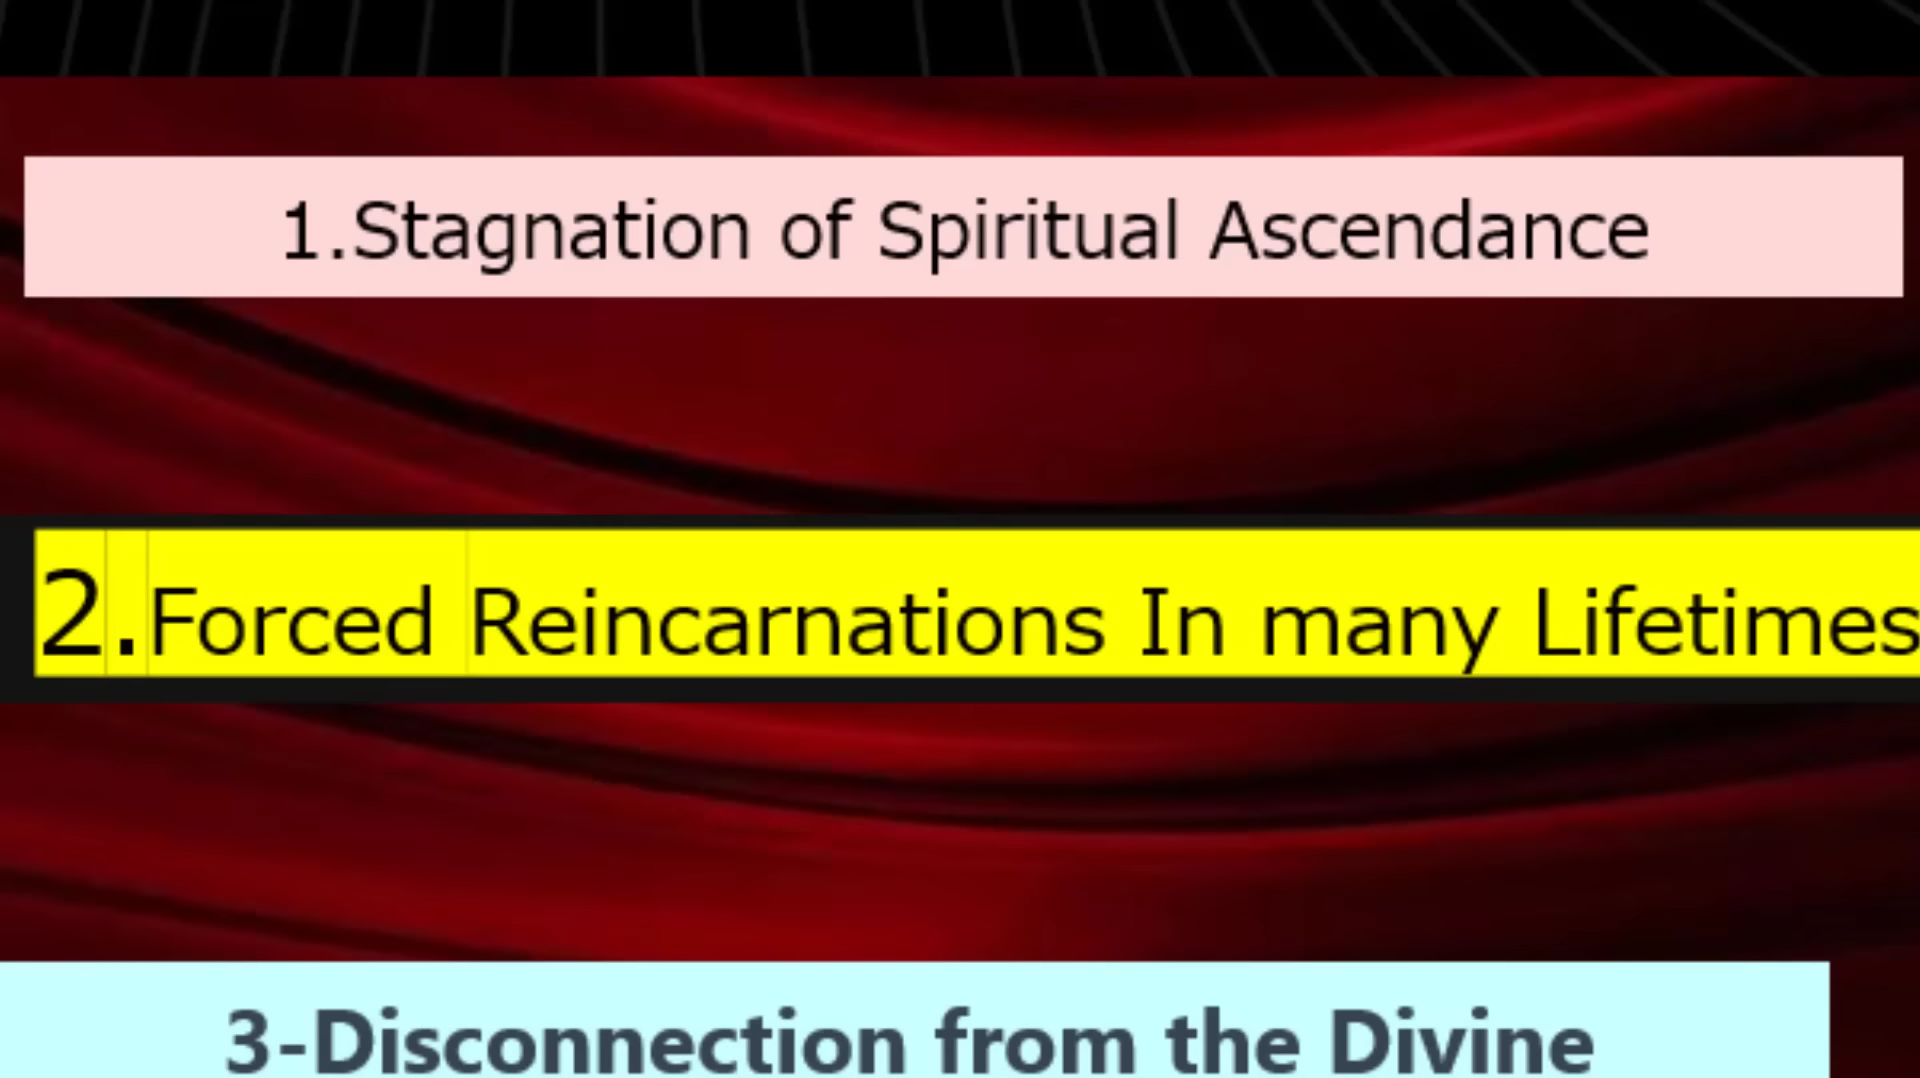 1.Stagnation of Spiritual Ascendance
2.Forced Reincarnations In many Lifetimes
3-Disconnection from the Divine